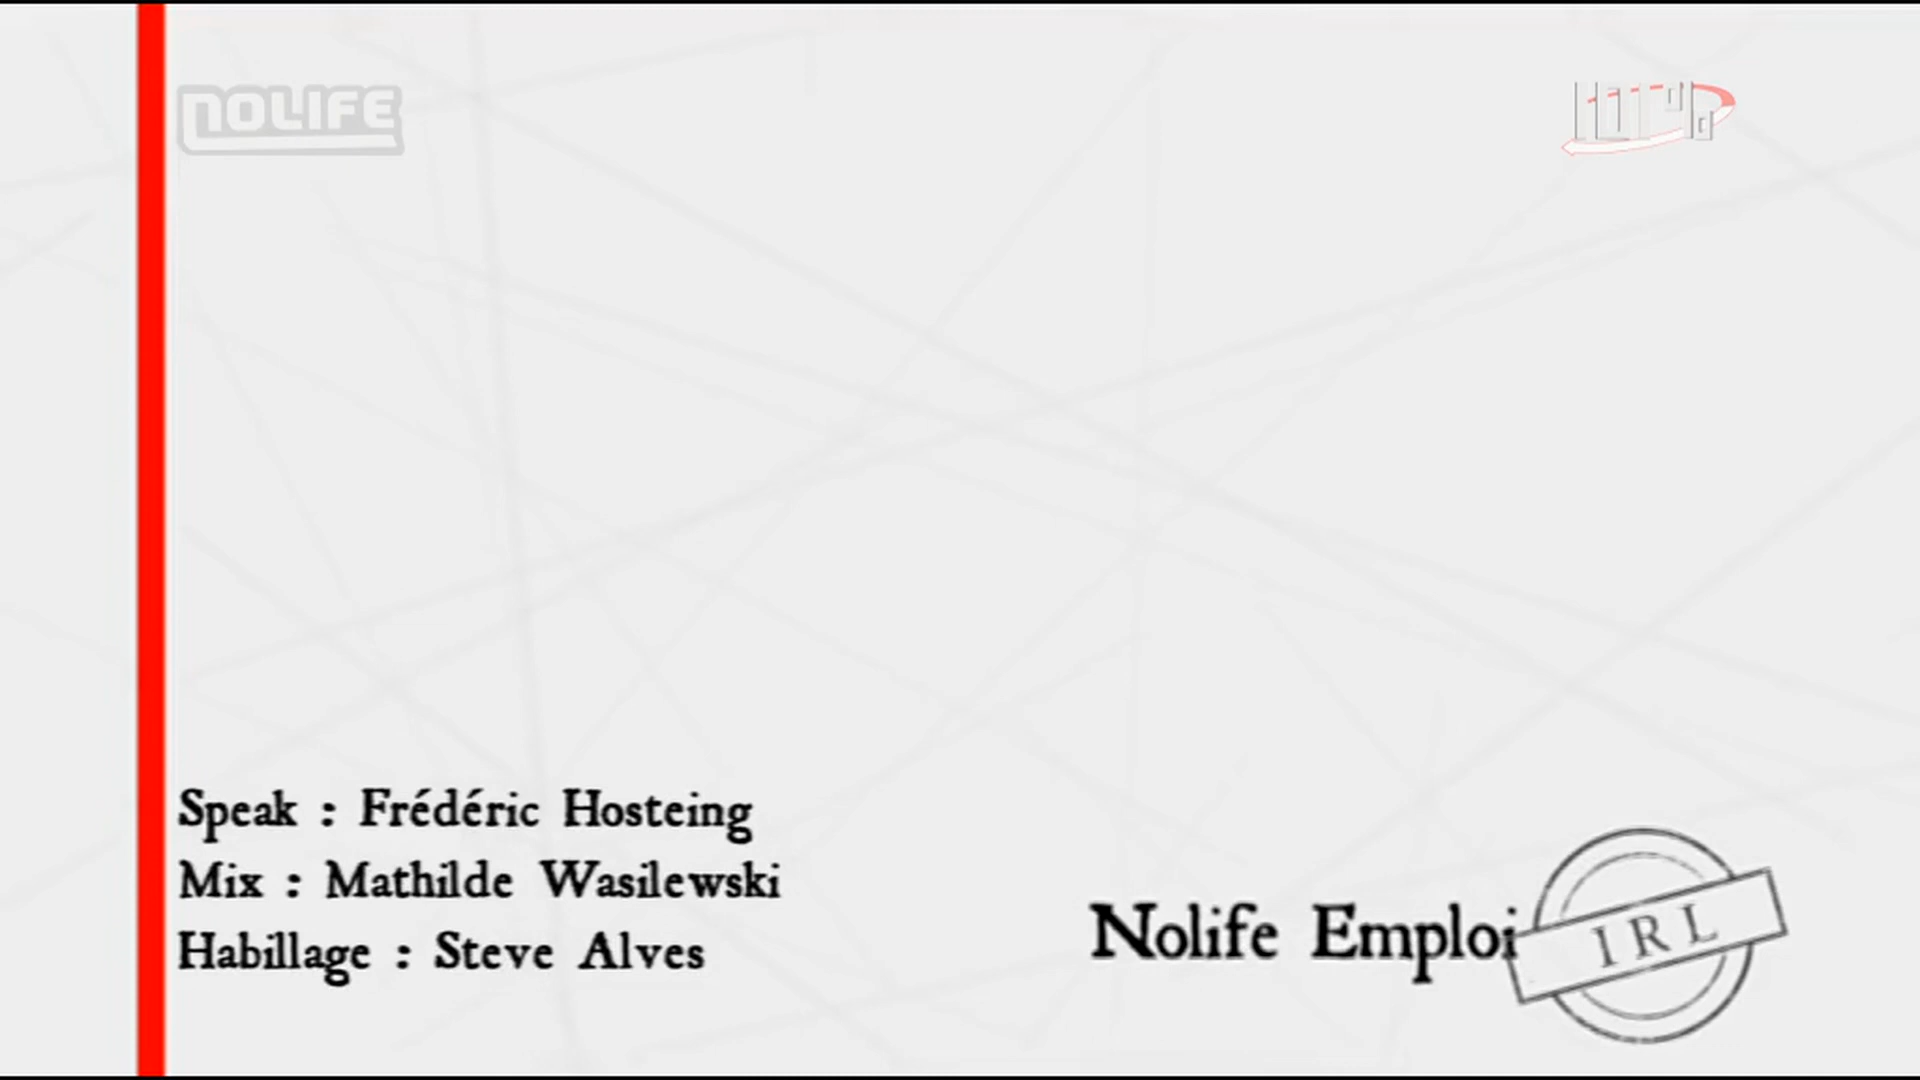 NOLIFE
Speak : Frédéric Hosteing
Mix : Mathilde Wasilewski
Habillage : Steve Alves
Nolife Emploi
IRL